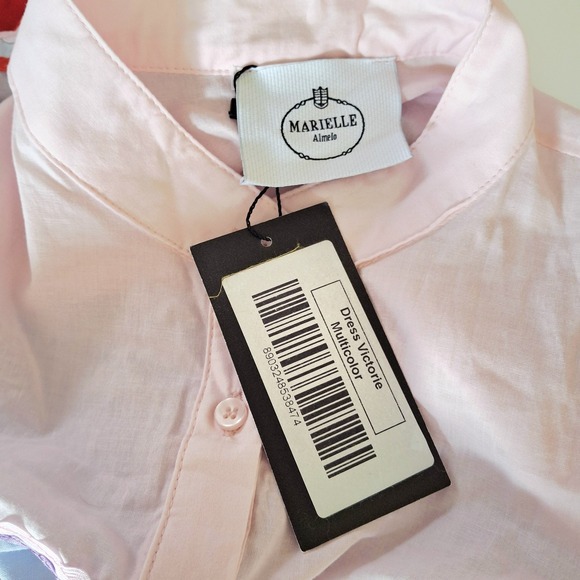 MARIELLE
Almelo
Dress Victorie
Multicolor
8903248538474